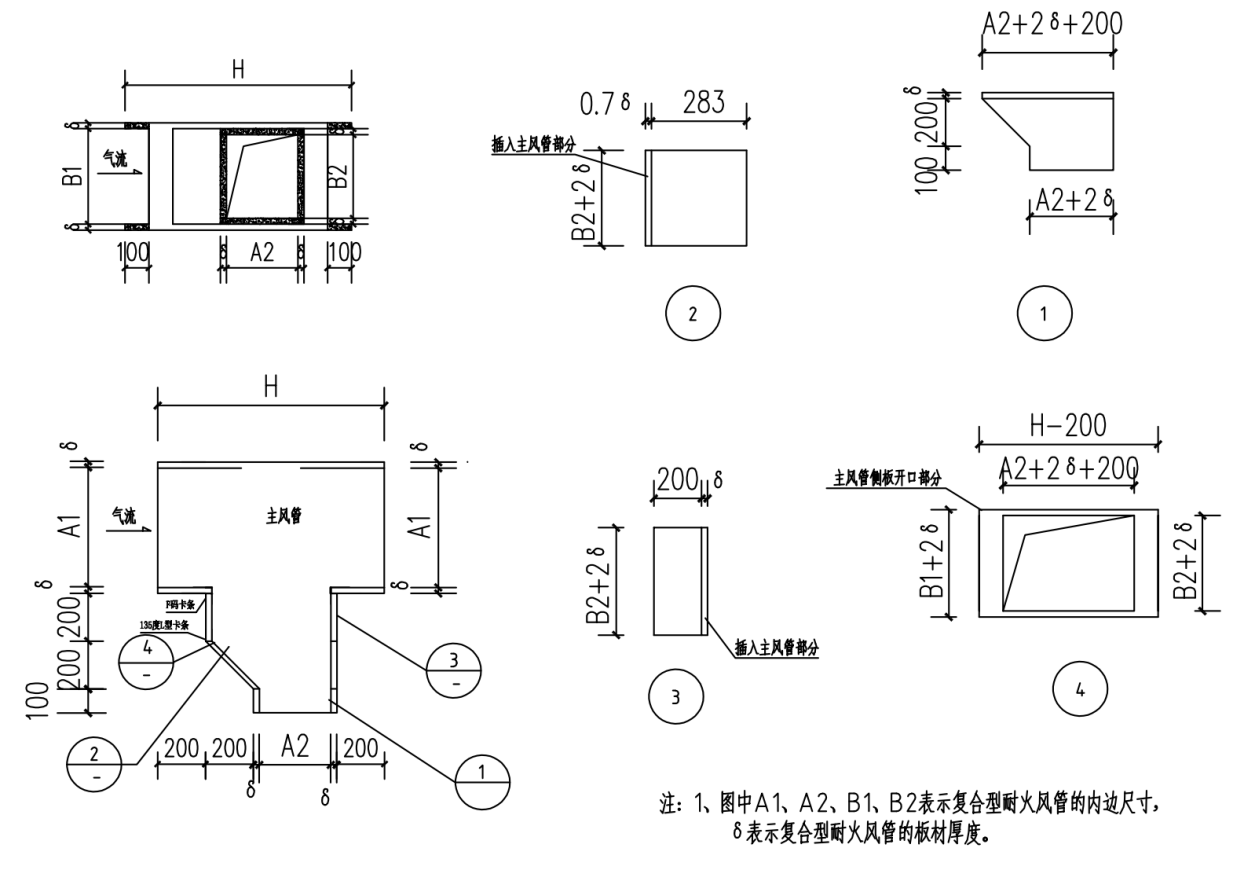 H
δ
B1
δ
气流
B2
100
δ
A2
δ
100
0.7δ
283
插入主风管部分
B2+2δ
2
A2+2δ+200
δ
200
100
A2+2δ
1
H
δ
A1
δ
气流
主风管
A1
δ
200
200
100
F码卡条
135度L型卡条
4
-
3
-
2
-
1
-
200
200
δ
A2
δ
200
200
δ
B2+2δ
插入主风管部分
3
H-200
A2+2δ+200
主风管侧板开口部分
B1+2δ
B2+2δ
4
注：1、图中A1、A2、B1、B2表示复合型耐火风管的内边尺寸，
δ表示复合型耐火风管的板材厚度。